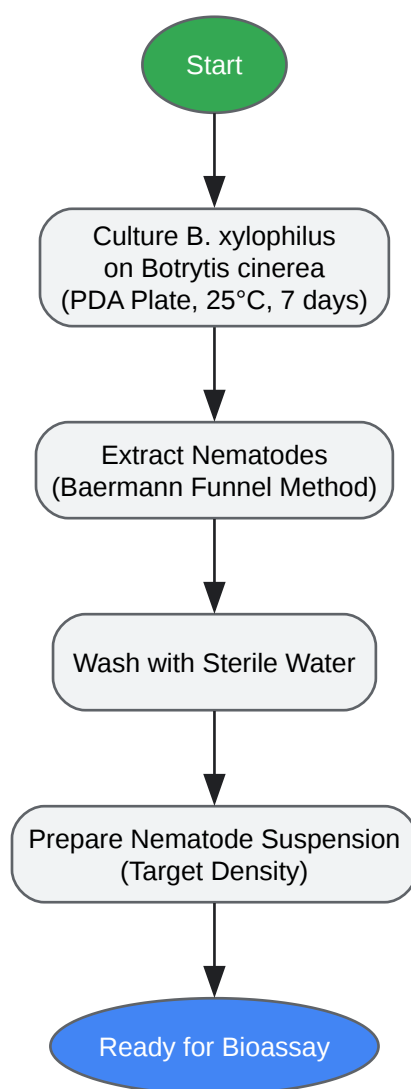 Start
Culture B. xylophilus
on Botrytis cinerea
(PDA Plate, 25°C, 7 days)
Extract Nematodes
(Baermann Funnel Method)
Wash with Sterile Water
Prepare Nematode Suspension
(Target Density)
Ready for Bioassay